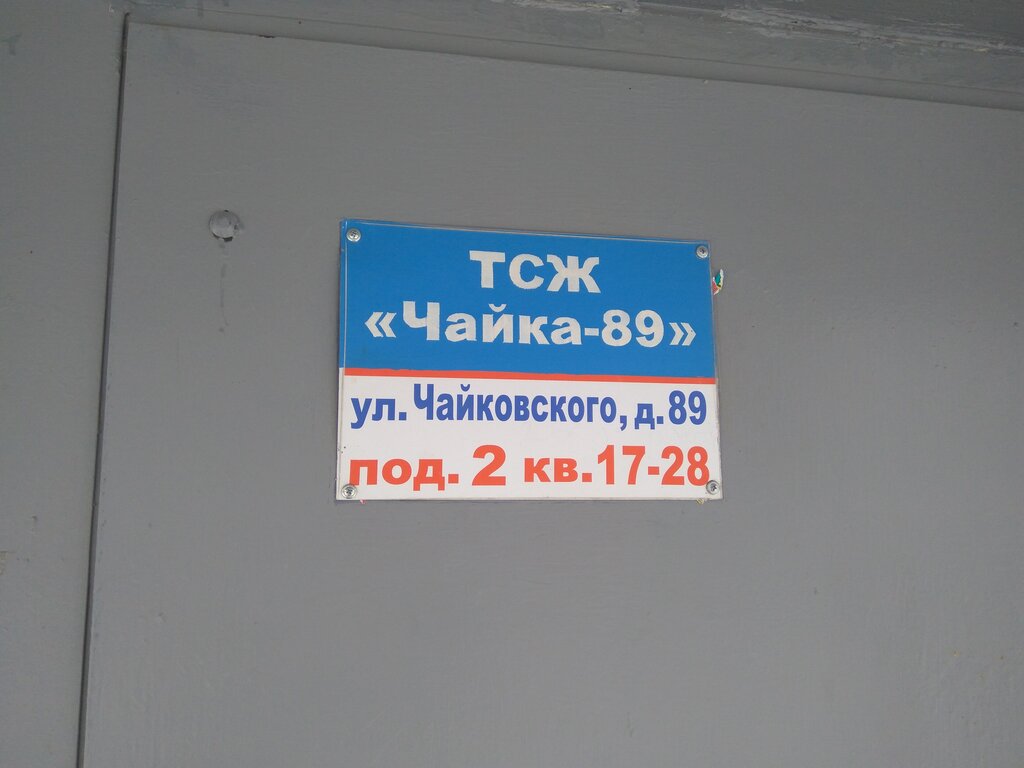 ТСЖ
«Чайка-89»
ул. Чайковского, д. 89
под. 2 кв. 17-28